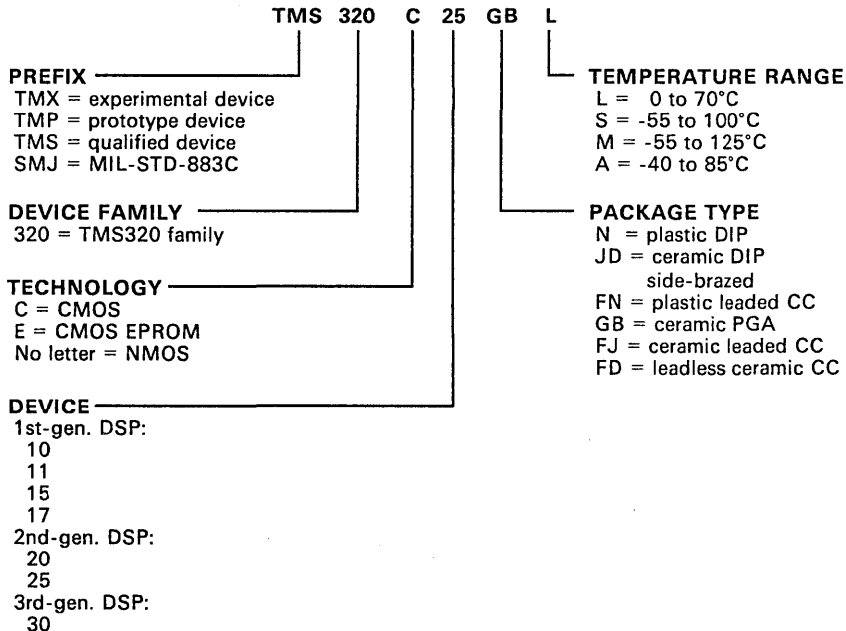 TMS 320 C 25 GB L
PREFIX
TMX = experimental device
TMP = prototype device
TMS = qualified device
SMJ = MIL-STD-883C
DEVICE FAMILY
320 = TMS320 family
TECHNOLOGY
C = CMOS
E = CMOS EPROM
No letter = NMOS
DEVICE
1st-gen. DSP:
10
11
15
17
2nd-gen. DSP:
20
25
3rd-gen. DSP:
30
TEMPERATURE RANGE
L = 0 to 70°C
S = -55 to 100°C
M = -55 to 125°C
A = -40 to 85°C
PACKAGE TYPE
N = plastic DIP
JD = ceramic DIP
side-brazed
FN = plastic leaded CC
GB = ceramic PGA
FJ = ceramic leaded CC
FD = leadless ceramic CC